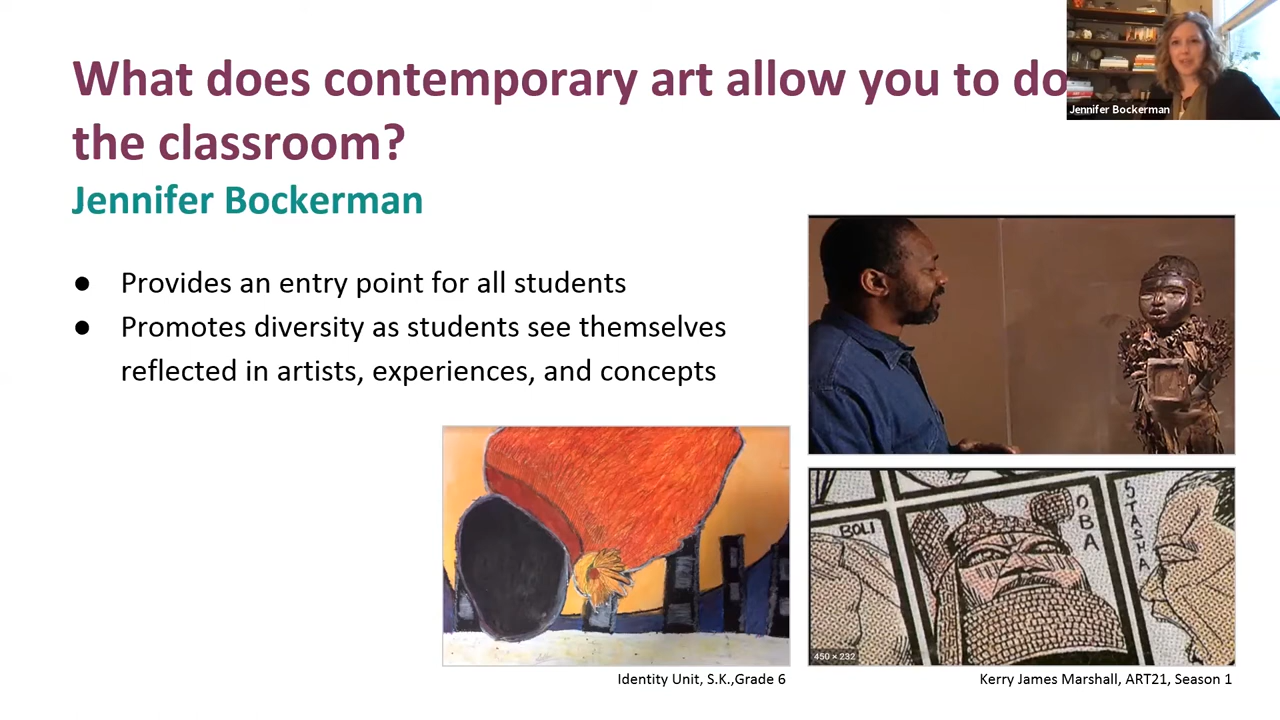 What does contemporary art allow you to do
the classroom?
Jennifer Bockerman
Jennifer Bockerman
● Provides an entry point for all students
● Promotes diversity as students see themselves
reflected in artists, experiences, and concepts
BOLI
OBA
STASHA
450 × 232
Identity Unit, S.K.,Grade 6
Kerry James Marshall, ART21, Season 1